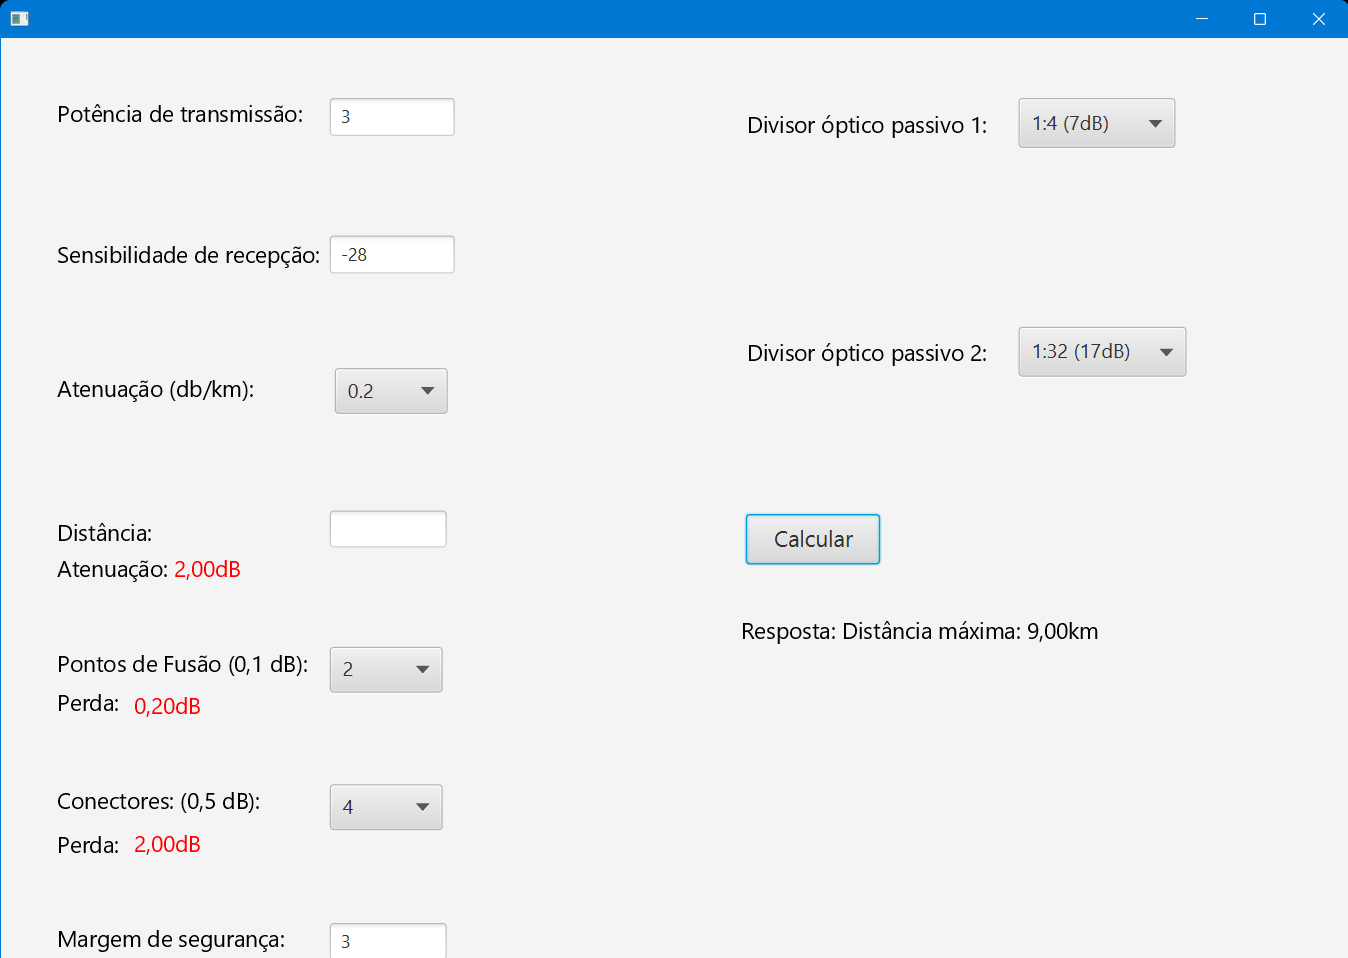 Potência de transmissão: 3
Sensibilidade de recepção: -28
Atenuação (db/km): 0.2
Distância:
Atenuação: 2,00dB
Pontos de Fusão (0,1 dB): 2
Perda: 0,20dB
Conectores: (0,5 dB): 4
Perda: 2,00dB
Margem de segurança: 3
Divisor óptico passivo 1: 1:4 (7dB)
Divisor óptico passivo 2: 1:32 (17dB)
Calcular
Resposta: Distância máxima: 9,00km